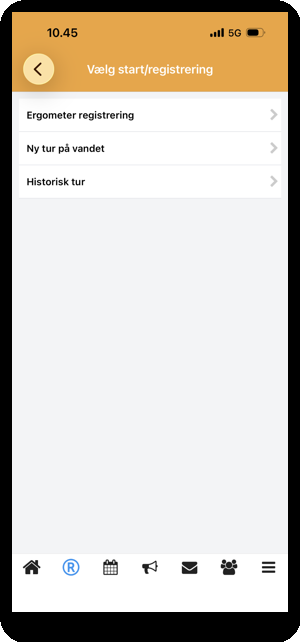 10.45 5G
Vælg start/registrering
Ergometer registrering
Ny tur på vandet
Historisk tur
R